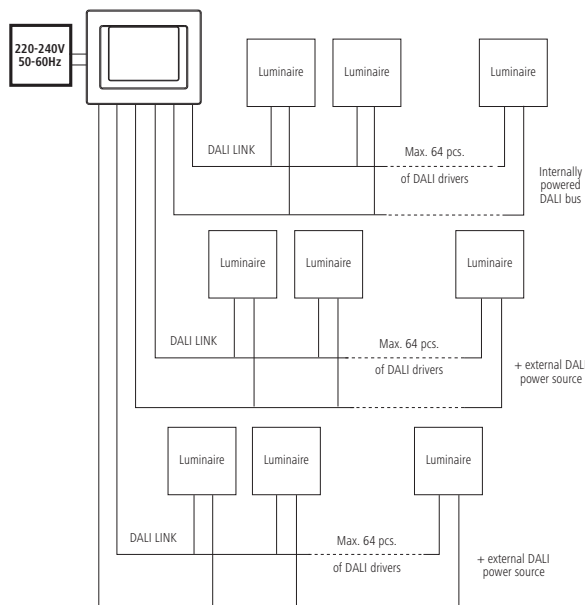 220-240V
50-60Hz
Luminaire
Luminaire
Luminaire
DALI LINK
Max. 64 pcs.
of DALI drivers
Internally
powered
DALI bus
Luminaire
Luminaire
Luminaire
DALI LINK
Max. 64 pcs.
of DALI drivers
+ external DALI
power source
Luminaire
Luminaire
Luminaire
DALI LINK
Max. 64 pcs.
of DALI drivers
+ external DALI
power source